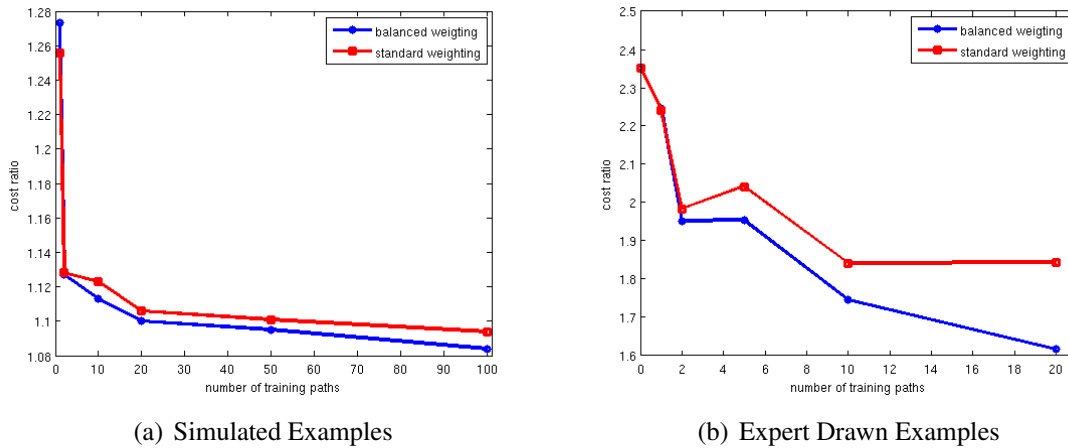 1.28
1.26
1.24
1.22
1.2
1.18
1.16
1.14
1.12
1.1
1.08
0 10 20 30 40 50 60 70 80 90 100
cost ratio
number of training paths
balanced weigting
standard weighting
(a) Simulated Examples
2.5
2.4
2.3
2.2
2.1
2
1.9
1.8
1.7
1.6
0 2 4 6 8 10 12 14 16 18 20
cost ratio
number of training paths
balanced weigting
standard weighting
(b) Expert Drawn Examples